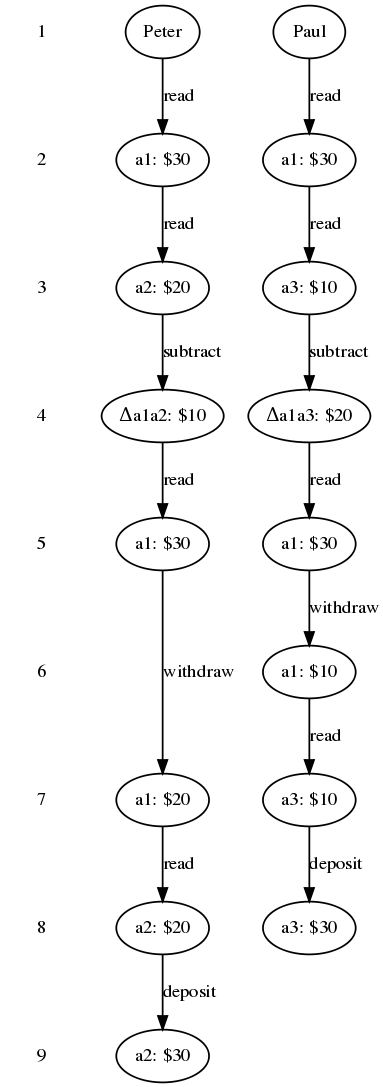 1 Peter Paul
read read
2 a1: $30 a1: $30
read read
3 a2: $20 a3: $10
subtract subtract
4 Δa1a2: $10 Δa1a3: $20
read read
5 a1: $30 a1: $30
withdraw
6 withdraw a1: $10
read
7 a1: $20 a3: $10
read deposit
8 a2: $20 a3: $30
deposit
9 a2: $30